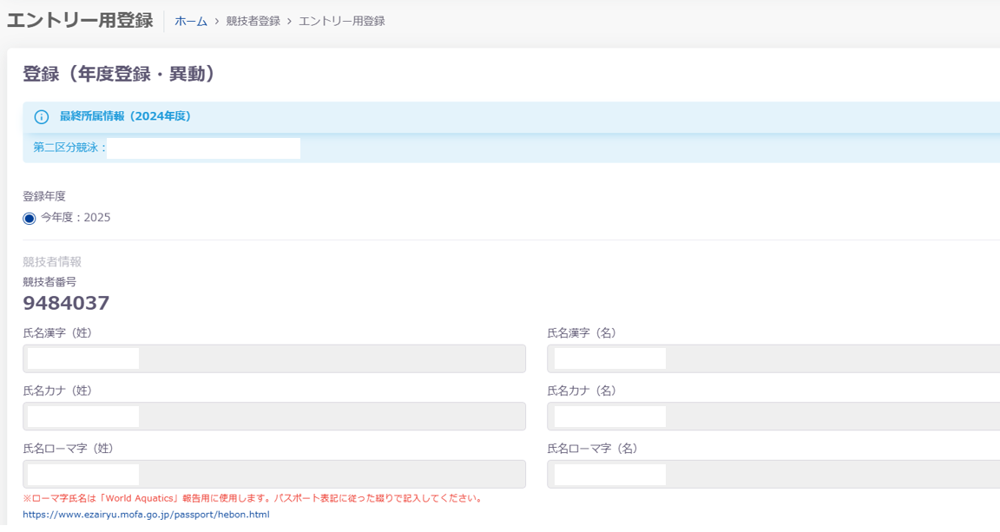 エントリー用登録
ホーム › 競技者登録 › エントリー用登録
登録（年度登録・異動）
最終所属情報（2024年度）
第二区分競泳：
登録年度
今年度：2025
競技者情報
競技者番号
9484037
氏名漢字（姓） 氏名漢字（名）
氏名カナ（姓） 氏名カナ（名）
氏名ローマ字（姓） 氏名ローマ字（名）
※ローマ字氏名は「World Aquatics」報告用に使用します。パスポート表記に従った綴りで記入してください。
https://www.ezairyu.mofa.go.jp/passport/hebon.html